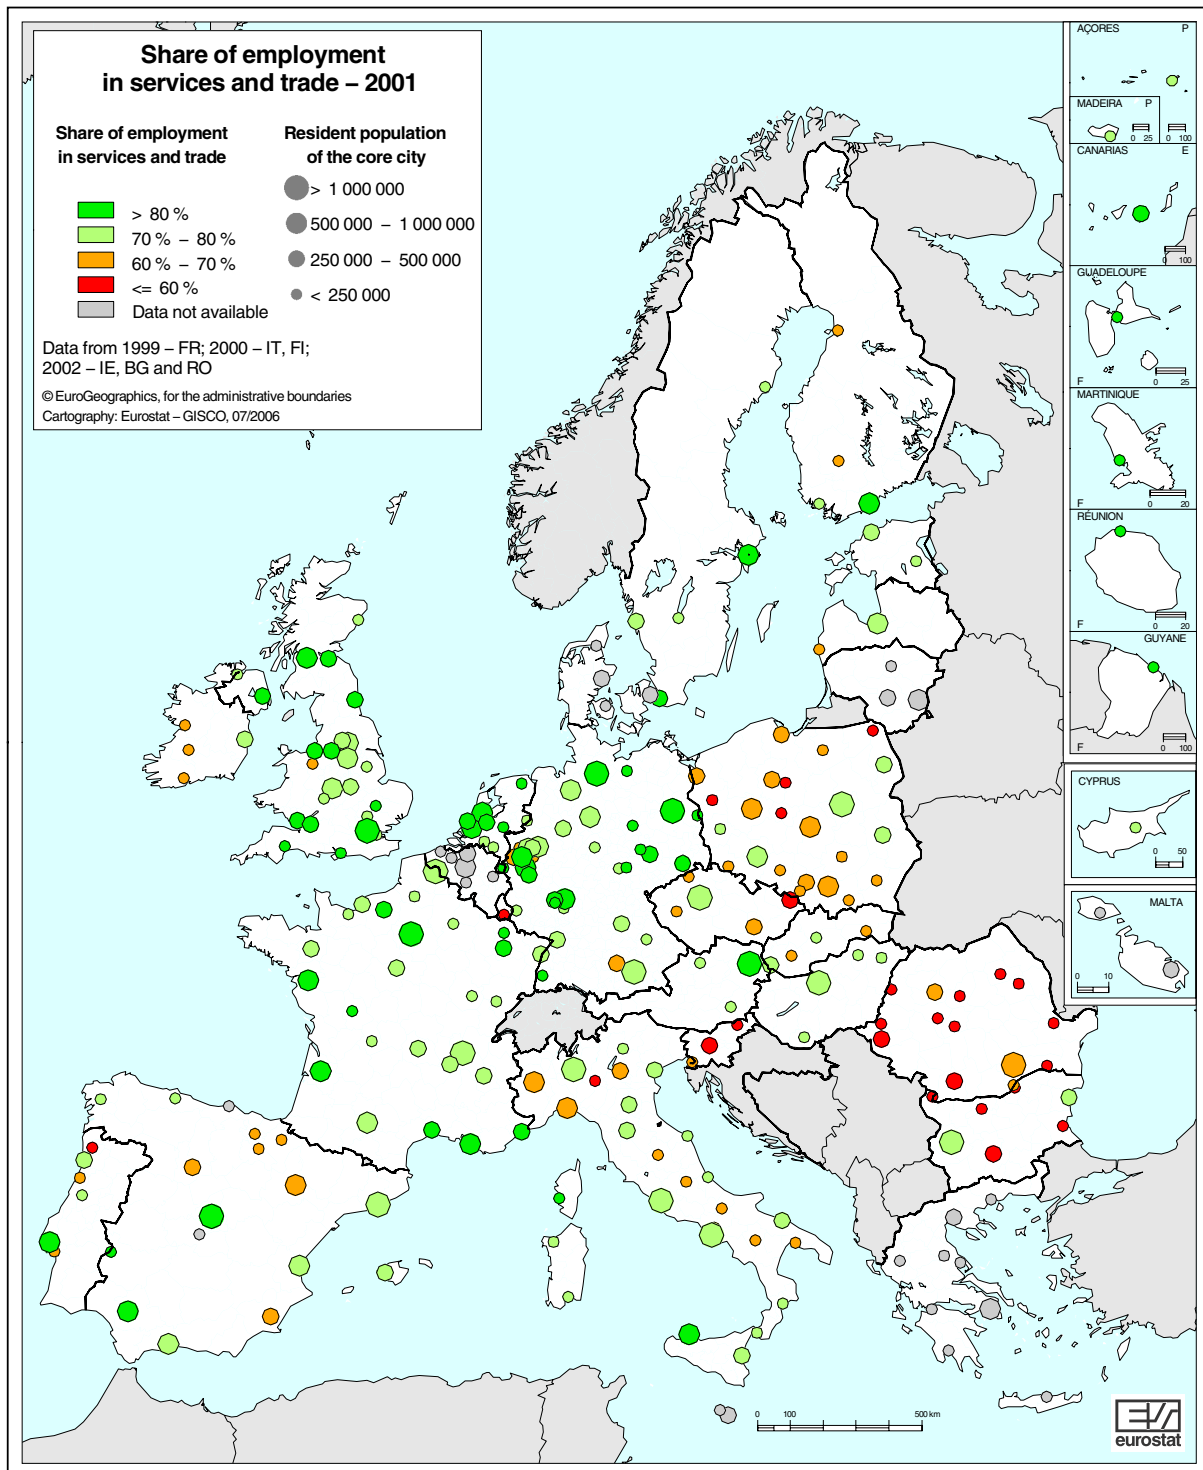 Share of employment
in services and trade – 2001
Share of employment
in services and trade
> 80 %
70 % – 80 %
60 % – 70 %
<= 60 %
Data not available
Resident population
of the core city
> 1 000 000
500 000 – 1 000 000
250 000 – 500 000
< 250 000
Data from 1999 – FR; 2000 – IT, FI;
2002 – IE, BG and RO
© EuroGeographics, for the administrative boundaries
Cartography: Eurostat – GISCO, 07/2006
AÇORES P
0 100
MADEIRA P
0 25
CANARIAS E
0 100
GUADELOUPE
F
0 25
MARTINIQUE
F
0 20
RÉUNION
F
0 20
GUYANE
F
0 100
CYPRUS
0 50
MALTA
0 10
0 100 500 km
eurostat